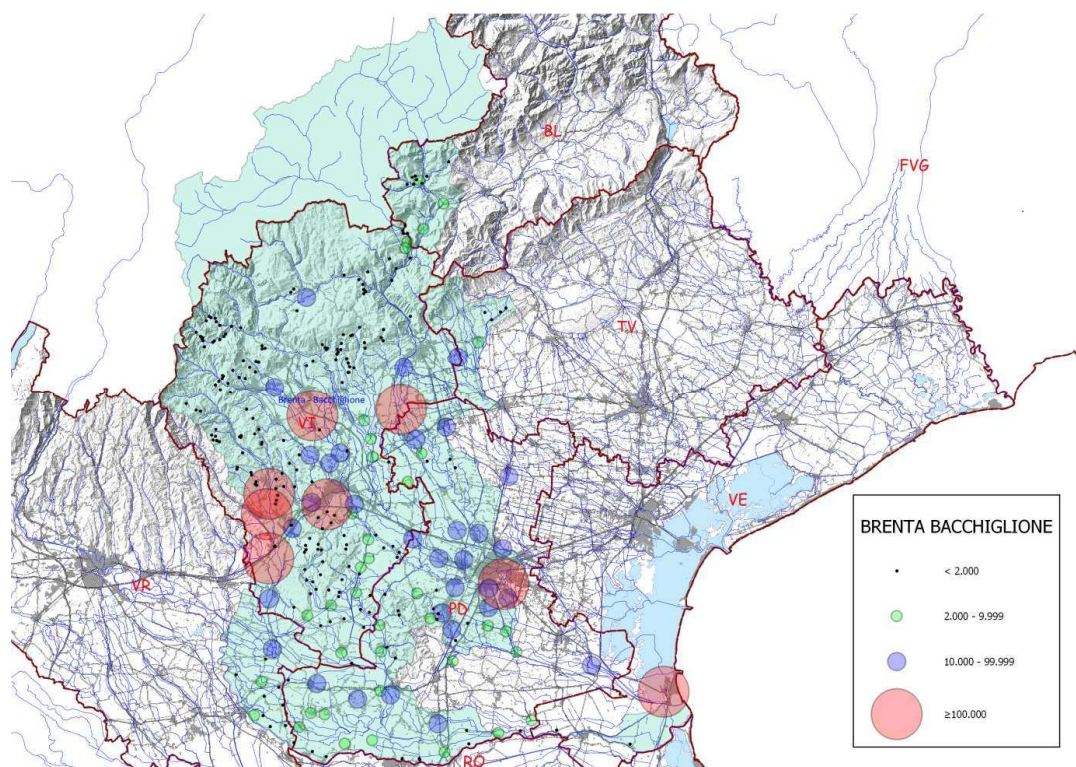 BL
FVG
TV
Brenta - Bacchiglione
VI
VE
BRENTA BACCHIGLIONE
< 2.000
VR
PD
2.000 - 9.999
10.000 - 99.999
≥100.000
RO